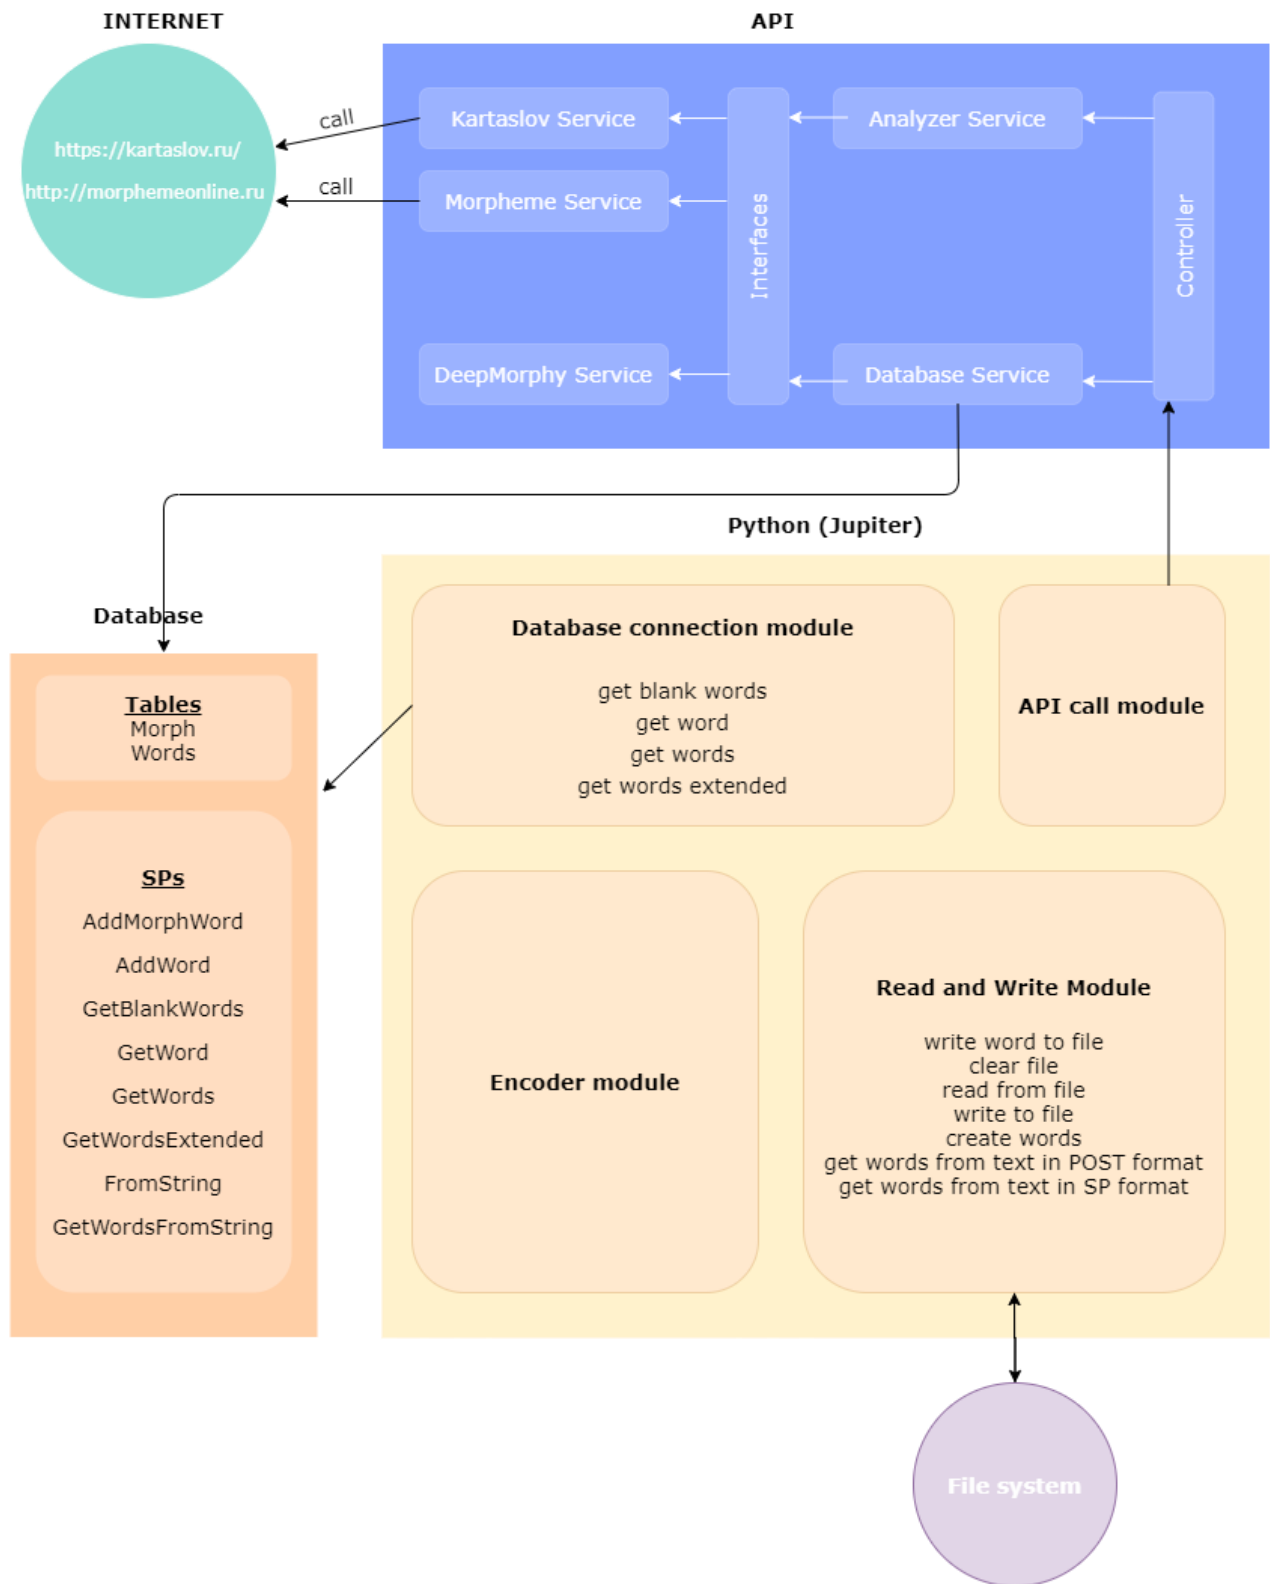 INTERNET
API
https://kartaslov.ru/
http://morphemeonline.ru
call
call
Kartaslov Service
Morpheme Service
DeepMorphy Service
Interfaces
Analyzer Service
Database Service
Controller
Python (Jupiter)
Database
Tables
Morph
Words
SPs
AddMorphWord
AddWord
GetBlankWords
GetWord
GetWords
GetWordsExtended
FromString
GetWordsFromString
Database connection module
get blank words
get word
get words
get words extended
API call module
Encoder module
Read and Write Module
write word to file
clear file
read from file
write to file
create words
get words from text in POST format
get words from text in SP format
File system